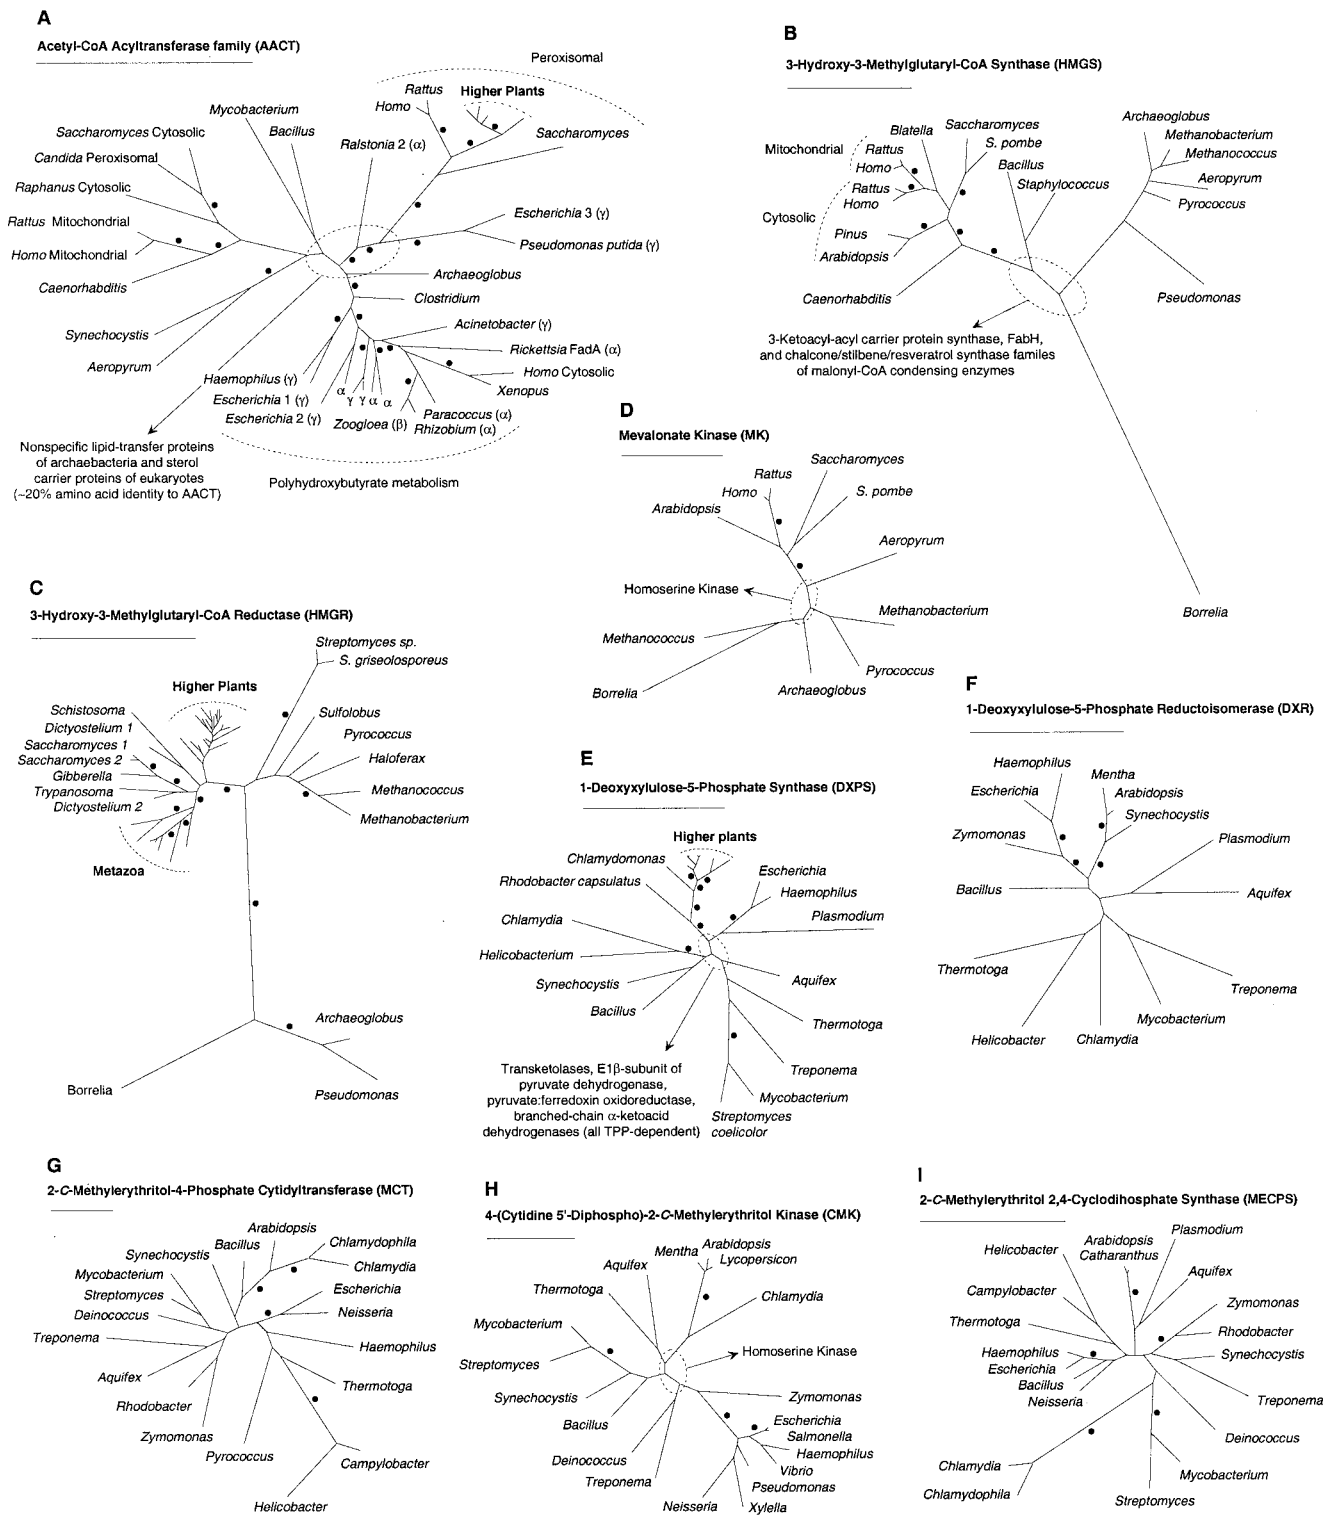 A
Acetyl-CoA Acyltransferase family (AACT)
Peroxisomal
Rattus
Higher Plants
Homo
Mycobacterium
Bacillus
Saccharomyces Cytosolic
Ralstonia 2 (α)
Saccharomyces
Candida Peroxisomal
Raphanus Cytosolic
Rattus Mitochondrial
Escherichia 3 (γ)
Homo Mitochondrial
Pseudomonas putida (γ)
Archaeoglobus
Caenorhabditis
Clostridium
Synechocystis
Acinetobacter (γ)
Rickettsia FadA (α)
Aeropyrum
Haemophilus (γ)
Homo Cytosolic
Xenopus
Escherichia 1 (γ)
α γ γ α α
Escherichia 2 (γ)
Zoogloea (β)
Paracoccus (α)
Rhizobium (α)
Nonspecific lipid-transfer proteins
of archaebacteria and sterol
carrier proteins of eukaryotes
(~20% amino acid identity to AACT)
Polyhydroxybutyrate metabolism
B
3-Hydroxy-3-Methylglutaryl-CoA Synthase (HMGS)
Archaeoglobus
Blatella
Saccharomyces
Methanobacterium
Mitochondrial
Rattus
S. pombe
Methanococcus
Homo
Bacillus
Aeropyrum
Rattus
Staphylococcus
Homo
Pyrococcus
Cytosolic
Pinus
Arabidopsis
Caenorhabditis
Pseudomonas
3-Ketoacyl-acyl carrier protein synthase, FabH,
and chalcone/stilbene/resveratrol synthase familes
of malonyl-CoA condensing enzymes
Borrelia
C
3-Hydroxy-3-Methylglutaryl-CoA Reductase (HMGR)
Streptomyces sp.
S. griseolosporeus
Higher Plants
Schistosoma
Sulfolobus
Dictyostelium 1
Pyrococcus
Saccharomyces 1
Saccharomyces 2
Haloferax
Gibberella
Trypanosoma
Methanococcus
Dictyostelium 2
Methanobacterium
Metazoa
Archaeoglobus
Borrelia
Pseudomonas
D
Mevalonate Kinase (MK)
Saccharomyces
Rattus
Homo
S. pombe
Arabidopsis
Aeropyrum
Homoserine Kinase
Methanobacterium
Methanococcus
Pyrococcus
Borrelia
Archaeoglobus
E
1-Deoxyxylulose-5-Phosphate Synthase (DXPS)
Higher plants
Chlamydomonas
Escherichia
Rhodobacter capsulatus
Haemophilus
Chlamydia
Plasmodium
Helicobacterium
Synechocystis
Aquifex
Bacillus
Thermotoga
Transketolases, E1β-subunit of
pyruvate dehydrogenase,
pyruvate:ferredoxin oxidoreductase,
branched-chain α-ketoacid
dehydrogenases (all TPP-dependent)
Treponema
Mycobacterium
Streptomyces
coelicolor
F
1-Deoxyxylulose-5-Phosphate Reductoisomerase (DXR)
Haemophilus
Mentha
Escherichia
Arabidopsis
Synechocystis
Zymomonas
Plasmodium
Bacillus
Aquifex
Thermotoga
Treponema
Mycobacterium
Helicobacter
Chlamydia
G
2-C-Methylerythritol-4-Phosphate Cytidyltransferase (MCT)
Arabidopsis
Bacillus
Chlamydophila
Synechocystis
Chlamydia
Mycobacterium
Escherichia
Streptomyces
Neisseria
Deinococcus
Treponema
Haemophilus
Aquifex
Thermotoga
Rhodobacter
Zymomonas
Pyrococcus
Campylobacter
Helicobacter
H
4-(Cytidine 5'-Diphospho)-2-C-Methylerythritol Kinase (CMK)
Arabidopsis
Mentha
Lycopersicon
Aquifex
Thermotoga
Chlamydia
Mycobacterium
Homoserine Kinase
Streptomyces
Synechocystis
Zymomonas
Bacillus
Escherichia
Salmonella
Haemophilus
Deinococcus
Vibrio
Treponema
Pseudomonas
Neisseria
Xylella
I
2-C-Methylerythritol 2,4-Cyclodihosphate Synthase (MECPS)
Plasmodium
Arabidopsis
Helicobacter
Catharanthus
Aquifex
Campylobacter
Zymomonas
Thermotoga
Rhodobacter
Haemophilus
Synechocystis
Escherichia
Bacillus
Neisseria
Treponema
Deinococcus
Chlamydia
Mycobacterium
Chlamydophila
Streptomyces